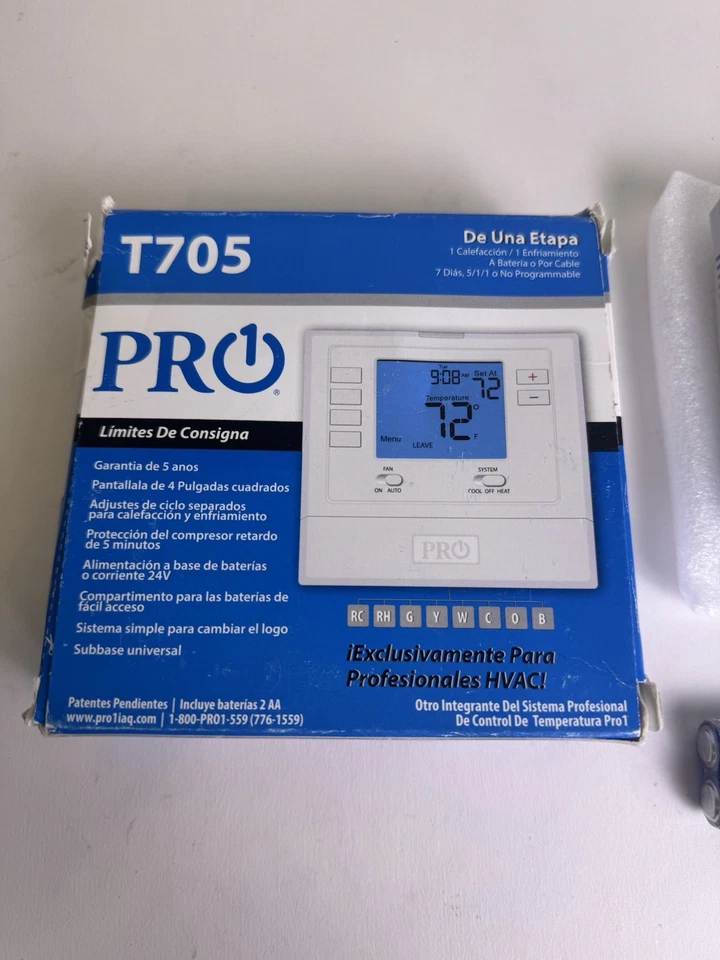 T705
De Una Etapa
1 Calefacción / 1 Enfriamiento
A Batería o Por Cable
7 Diás, 5/1/1 o No Programmable
PRO1®
Límites De Consigna
Garantia de 5 anos
Pantallala de 4 Pulgadas cuadrados
Adjustes de ciclo separados
para calefacción y enfriamiento
Protección del compresor retardo
de 5 minutos
Alimentación a base de baterías
o corriente 24V
Compartimento para las baterías de
fácil acceso
Sistema simple para cambiar el logo
Subbase universal
Tue
9:08 AM Set At
72
Temperature
72° F
Menu
LEAVE
+
−
FAN
ON AUTO
SYSTEM
COOL OFF HEAT
PRO1
RC RH G Y W C O B
¡Exclusivamente Para
Profesionales HVAC!
Patentes Pendientes | Incluye baterías 2 AA
www.pro1iaq.com | 1-800-PRO1-559 (776-1559)
Otro Integrante Del Sistema Profesional
De Control De Temperatura Pro1